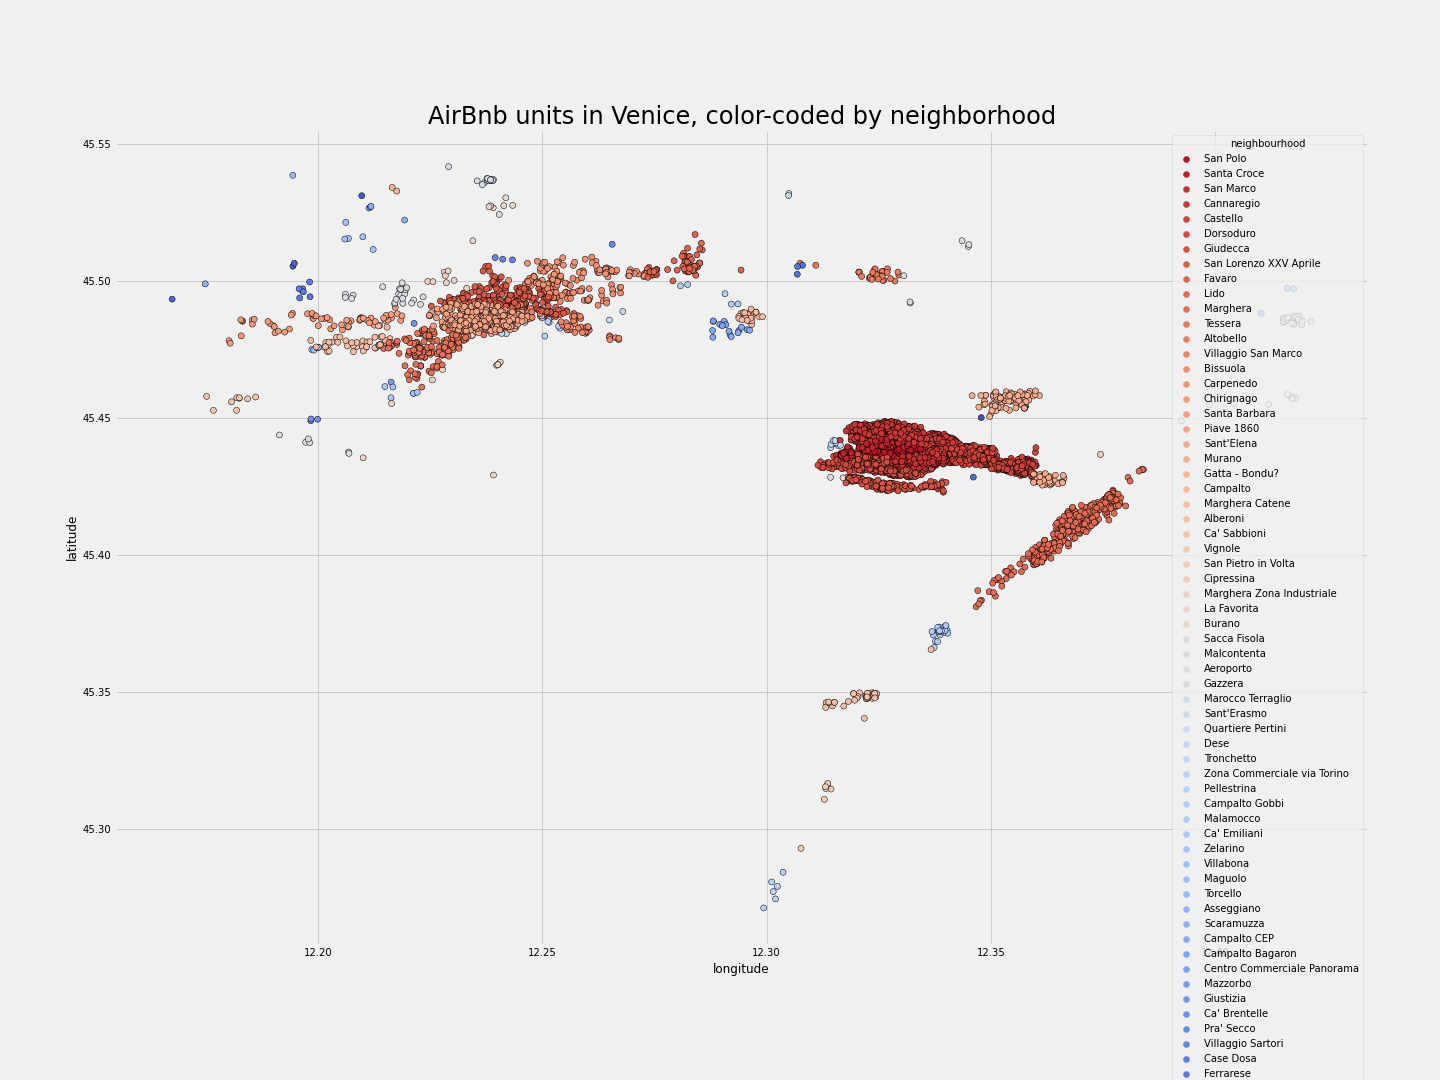 AirBnb units in Venice, color-coded by neighborhood
latitude
45.55
45.50
45.45
45.40
45.35
45.30
12.20
12.25
12.30
12.35
longitude
neighbourhood
San Polo
Santa Croce
San Marco
Cannaregio
Castello
Dorsoduro
Giudecca
San Lorenzo XXV Aprile
Favaro
Lido
Marghera
Tessera
Altobello
Villaggio San Marco
Bissuola
Carpenedo
Chirignago
Santa Barbara
Piave 1860
Sant'Elena
Murano
Gatta - Bondu?
Campalto
Marghera Catene
Alberoni
Ca' Sabbioni
Vignole
San Pietro in Volta
Cipressina
Marghera Zona Industriale
La Favorita
Burano
Sacca Fisola
Malcontenta
Aeroporto
Gazzera
Marocco Terraglio
Sant'Erasmo
Quartiere Pertini
Dese
Tronchetto
Zona Commerciale via Torino
Pellestrina
Campalto Gobbi
Malamocco
Ca' Emiliani
Zelarino
Villabona
Maguolo
Torcello
Asseggiano
Scaramuzza
Campalto CEP
Campalto Bagaron
Centro Commerciale Panorama
Mazzorbo
Giustizia
Ca' Brentelle
Pra' Secco
Villaggio Sartori
Case Dosa
Ferrarese